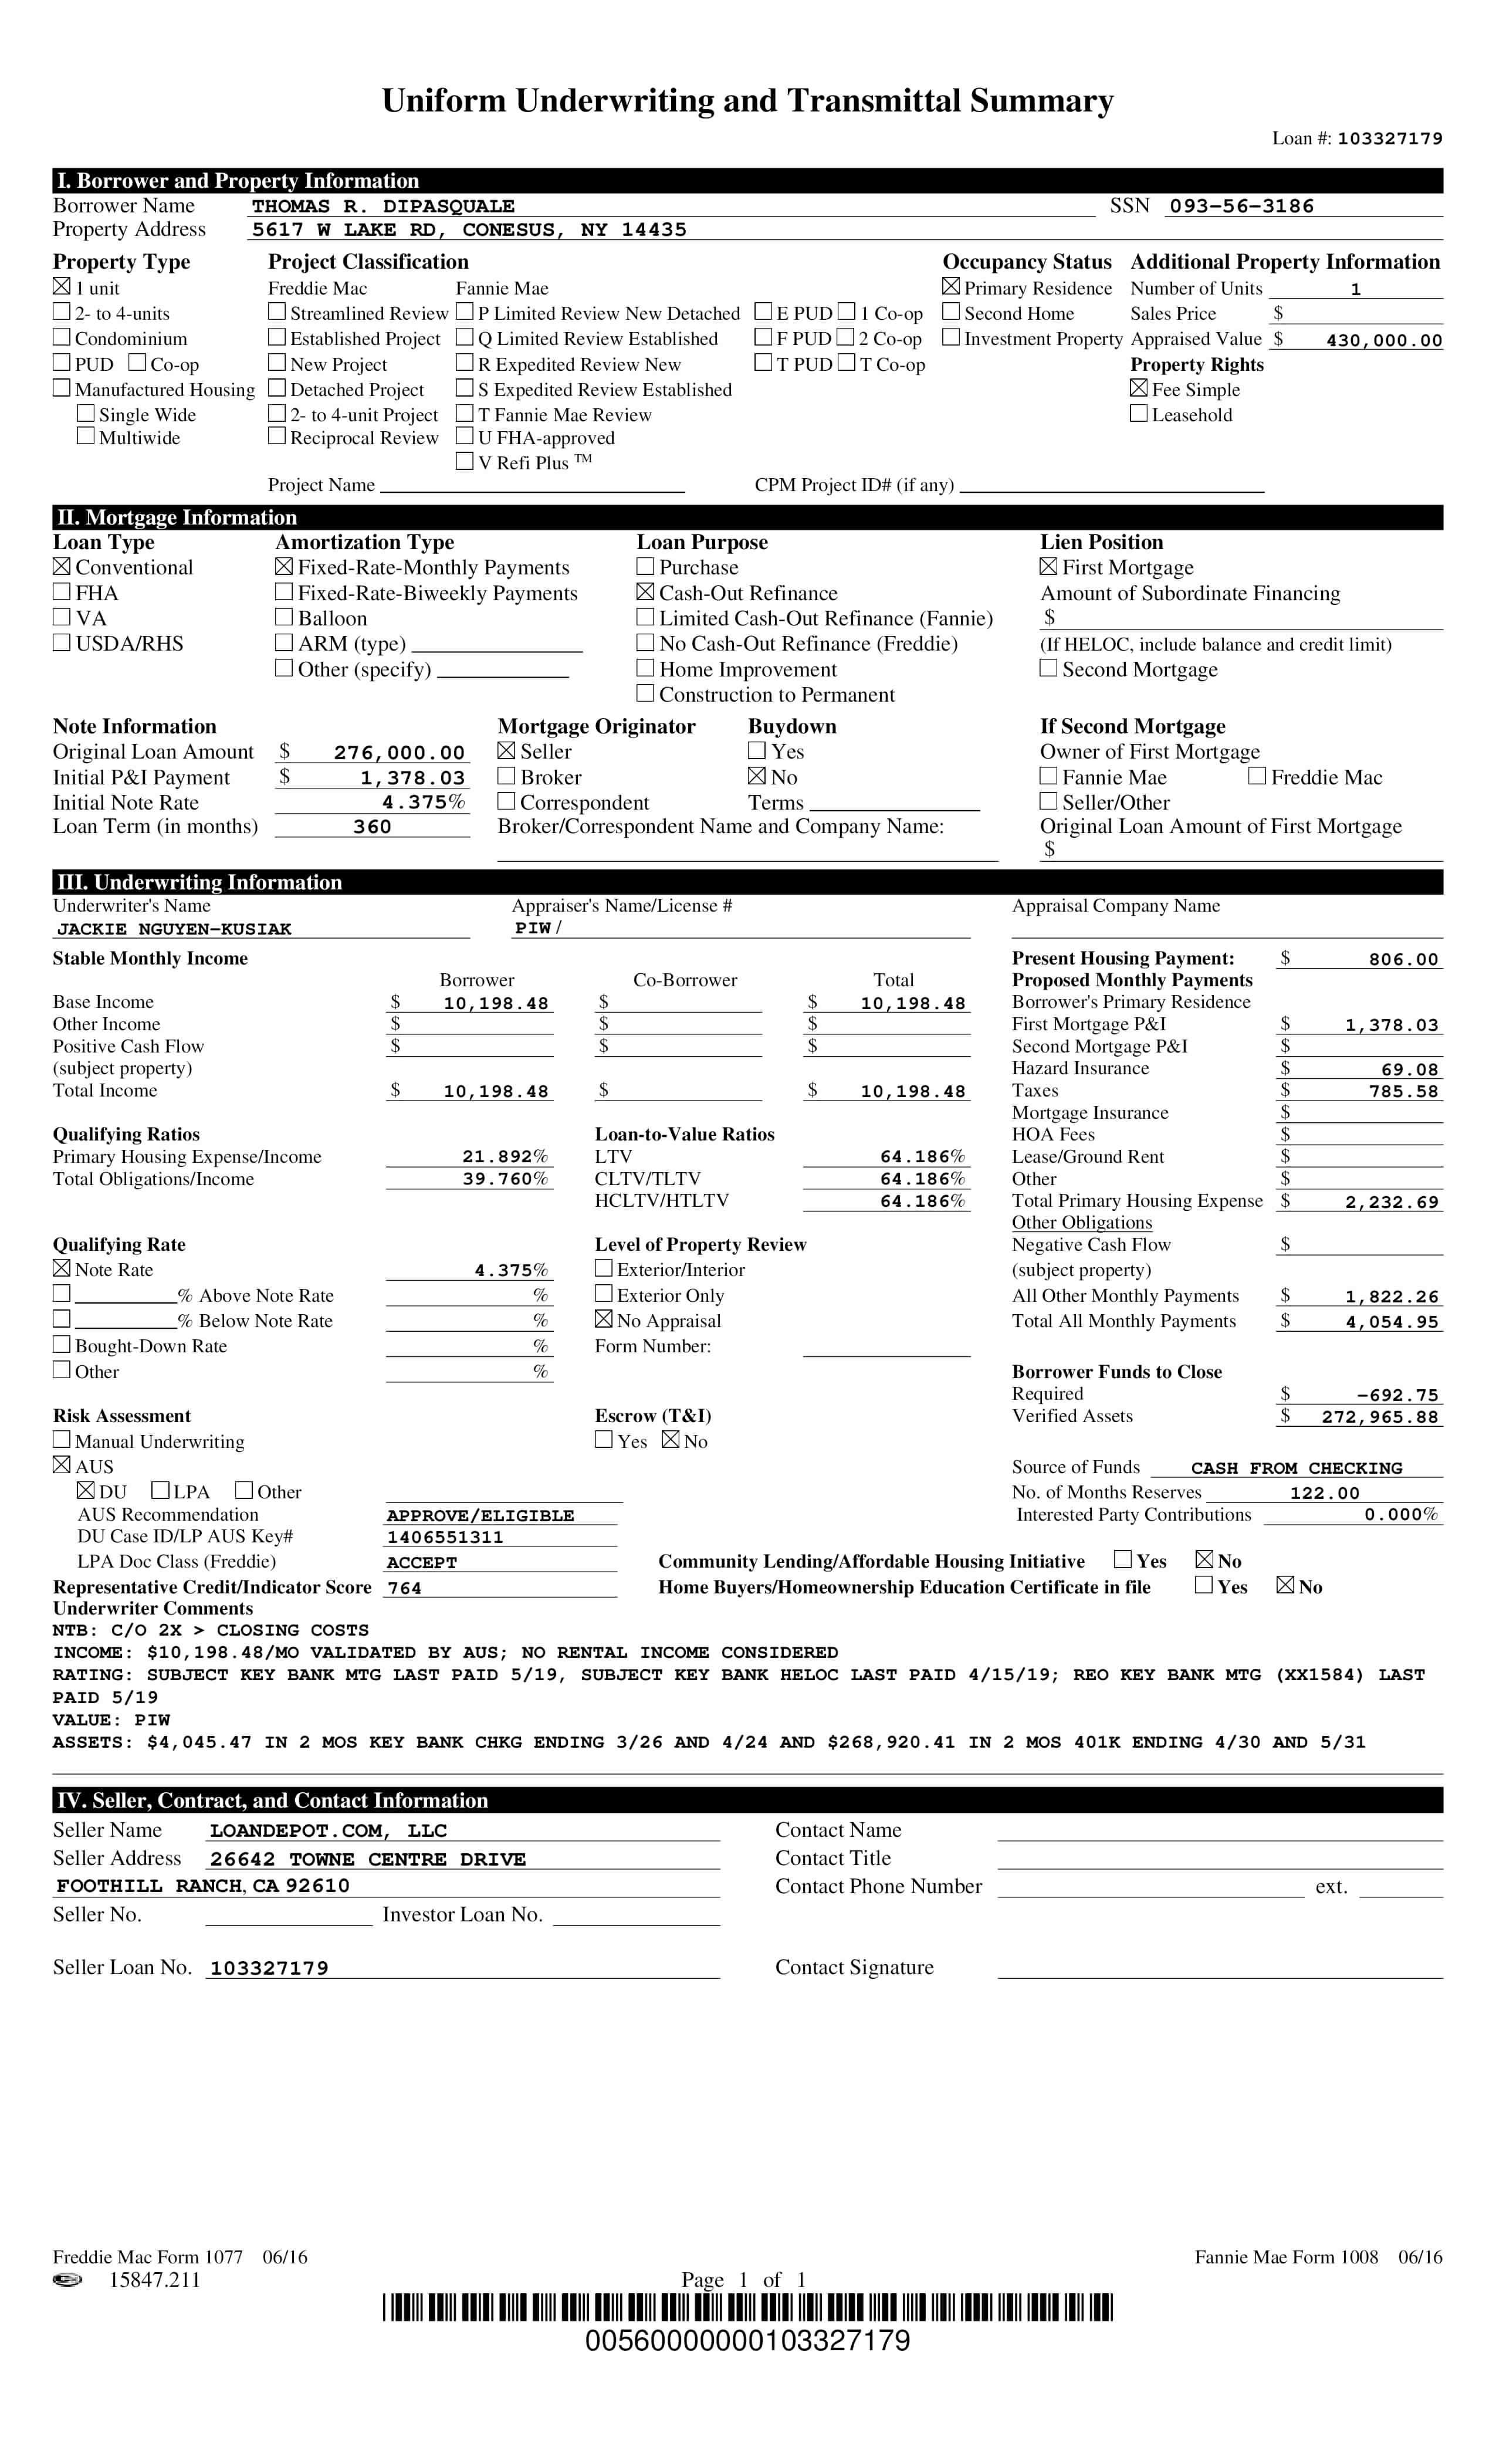 Uniform Underwriting and Transmittal Summary
Loan #: 103327179
I. Borrower and Property Information
Borrower Name THOMAS R. DIPASQUALE SSN 093-56-3186
Property Address 5617 W LAKE RD, CONESUS, NY 14435
Property Type Project Classification Occupancy Status Additional Property Information
☒ 1 unit Freddie Mac Fannie Mae ☒ Primary Residence Number of Units 1
☐ 2- to 4-units ☐ Streamlined Review ☐ P Limited Review New Detached ☐ E PUD ☐ 1 Co-op ☐ Second Home Sales Price $
☐ Condominium ☐ Established Project ☐ Q Limited Review Established ☐ F PUD ☐ 2 Co-op ☐ Investment Property Appraised Value $ 430,000.00
☐ PUD ☐ Co-op ☐ New Project ☐ R Expedited Review New ☐ T PUD ☐ T Co-op Property Rights
☐ Manufactured Housing ☐ Detached Project ☐ S Expedited Review Established ☒ Fee Simple
☐ Single Wide ☐ 2- to 4-unit Project ☐ T Fannie Mae Review ☐ Leasehold
☐ Multiwide ☐ Reciprocal Review ☐ U FHA-approved
☐ V Refi Plus TM
Project Name CPM Project ID# (if any)
II. Mortgage Information
Loan Type Amortization Type Loan Purpose Lien Position
☒ Conventional ☒ Fixed-Rate-Monthly Payments ☐ Purchase ☒ First Mortgage
☐ FHA ☐ Fixed-Rate-Biweekly Payments ☒ Cash-Out Refinance Amount of Subordinate Financing
☐ VA ☐ Balloon ☐ Limited Cash-Out Refinance (Fannie) $
☐ USDA/RHS ☐ ARM (type) ☐ No Cash-Out Refinance (Freddie) (If HELOC, include balance and credit limit)
☐ Other (specify) ☐ Home Improvement ☐ Second Mortgage
☐ Construction to Permanent
Note Information Mortgage Originator Buydown If Second Mortgage
Original Loan Amount $ 276,000.00 ☒ Seller ☐ Yes Owner of First Mortgage
Initial P&I Payment $ 1,378.03 ☐ Broker ☒ No ☐ Fannie Mae ☐ Freddie Mac
Initial Note Rate 4.375% ☐ Correspondent Terms ☐ Seller/Other
Loan Term (in months) 360 Broker/Correspondent Name and Company Name: Original Loan Amount of First Mortgage
$
III. Underwriting Information
Underwriter's Name Appraiser's Name/License # Appraisal Company Name
JACKIE NGUYEN-KUSIAK PIW /
Stable Monthly Income Present Housing Payment: $ 806.00
Borrower Co-Borrower Total Proposed Monthly Payments
Base Income $ 10,198.48 $ $ 10,198.48 Borrower's Primary Residence
Other Income $ $ $ First Mortgage P&I $ 1,378.03
Positive Cash Flow $ $ $ Second Mortgage P&I $
(subject property) Hazard Insurance $ 69.08
Total Income $ 10,198.48 $ $ 10,198.48 Taxes $ 785.58
Mortgage Insurance $
Qualifying Ratios Loan-to-Value Ratios HOA Fees $
Primary Housing Expense/Income 21.892% LTV 64.186% Lease/Ground Rent $
Total Obligations/Income 39.760% CLTV/TLTV 64.186% Other $
HCLTV/HTLTV 64.186% Total Primary Housing Expense $ 2,232.69
Other Obligations
Qualifying Rate Level of Property Review Negative Cash Flow $
☒ Note Rate 4.375% ☐ Exterior/Interior (subject property)
☐ % Above Note Rate % ☐ Exterior Only All Other Monthly Payments $ 1,822.26
☐ % Below Note Rate % ☒ No Appraisal Total All Monthly Payments $ 4,054.95
☐ Bought-Down Rate % Form Number:
☐ Other % Borrower Funds to Close
Required $ -692.75
Risk Assessment Escrow (T&I) Verified Assets $ 272,965.88
☐ Manual Underwriting ☐ Yes ☒ No
☒ AUS Source of Funds CASH FROM CHECKING
☒ DU ☐ LPA ☐ Other No. of Months Reserves 122.00
AUS Recommendation APPROVE/ELIGIBLE Interested Party Contributions 0.000%
DU Case ID/LP AUS Key# 1406551311
LPA Doc Class (Freddie) ACCEPT Community Lending/Affordable Housing Initiative ☐ Yes ☒ No
Representative Credit/Indicator Score 764 Home Buyers/Homeownership Education Certificate in file ☐ Yes ☒ No
Underwriter Comments
NTB: C/O 2X > CLOSING COSTS
INCOME: $10,198.48/MO VALIDATED BY AUS; NO RENTAL INCOME CONSIDERED
RATING: SUBJECT KEY BANK MTG LAST PAID 5/19, SUBJECT KEY BANK HELOC LAST PAID 4/15/19; REO KEY BANK MTG (XX1584) LAST
PAID 5/19
VALUE: PIW
ASSETS: $4,045.47 IN 2 MOS KEY BANK CHKG ENDING 3/26 AND 4/24 AND $268,920.41 IN 2 MOS 401K ENDING 4/30 AND 5/31
IV. Seller, Contract, and Contact Information
Seller Name LOANDEPOT.COM, LLC Contact Name
Seller Address 26642 TOWNE CENTRE DRIVE Contact Title
FOOTHILL RANCH, CA 92610 Contact Phone Number ext.
Seller No. Investor Loan No.
Seller Loan No. 103327179 Contact Signature
Freddie Mac Form 1077 06/16 Fannie Mae Form 1008 06/16
15847.211 Page 1 of 1
00560000000103327179